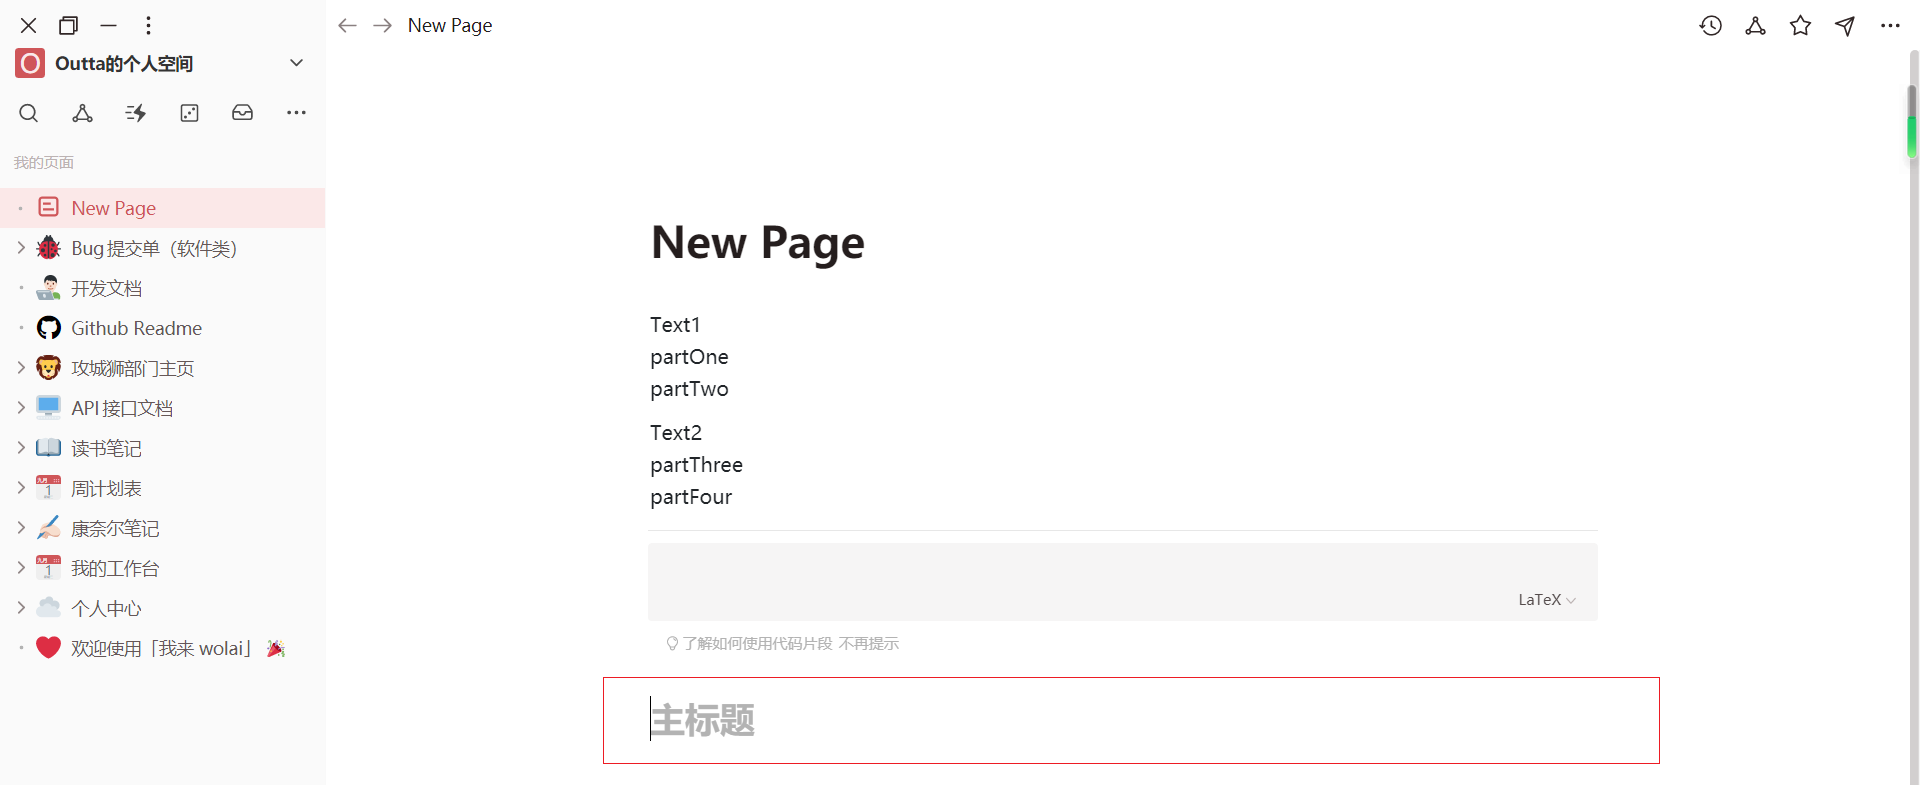 New Page
Outta的个人空间
我的页面
New Page
Bug提交单（软件类）
开发文档
Github Readme
攻城狮部门主页
API接口文档
读书笔记
周计划表
康奈尔笔记
我的工作台
个人中心
欢迎使用「我来 wolai」
New Page
Text1
partOne
partTwo
Text2
partThree
partFour
LaTeX
了解如何使用代码片段 不再提示
主标题